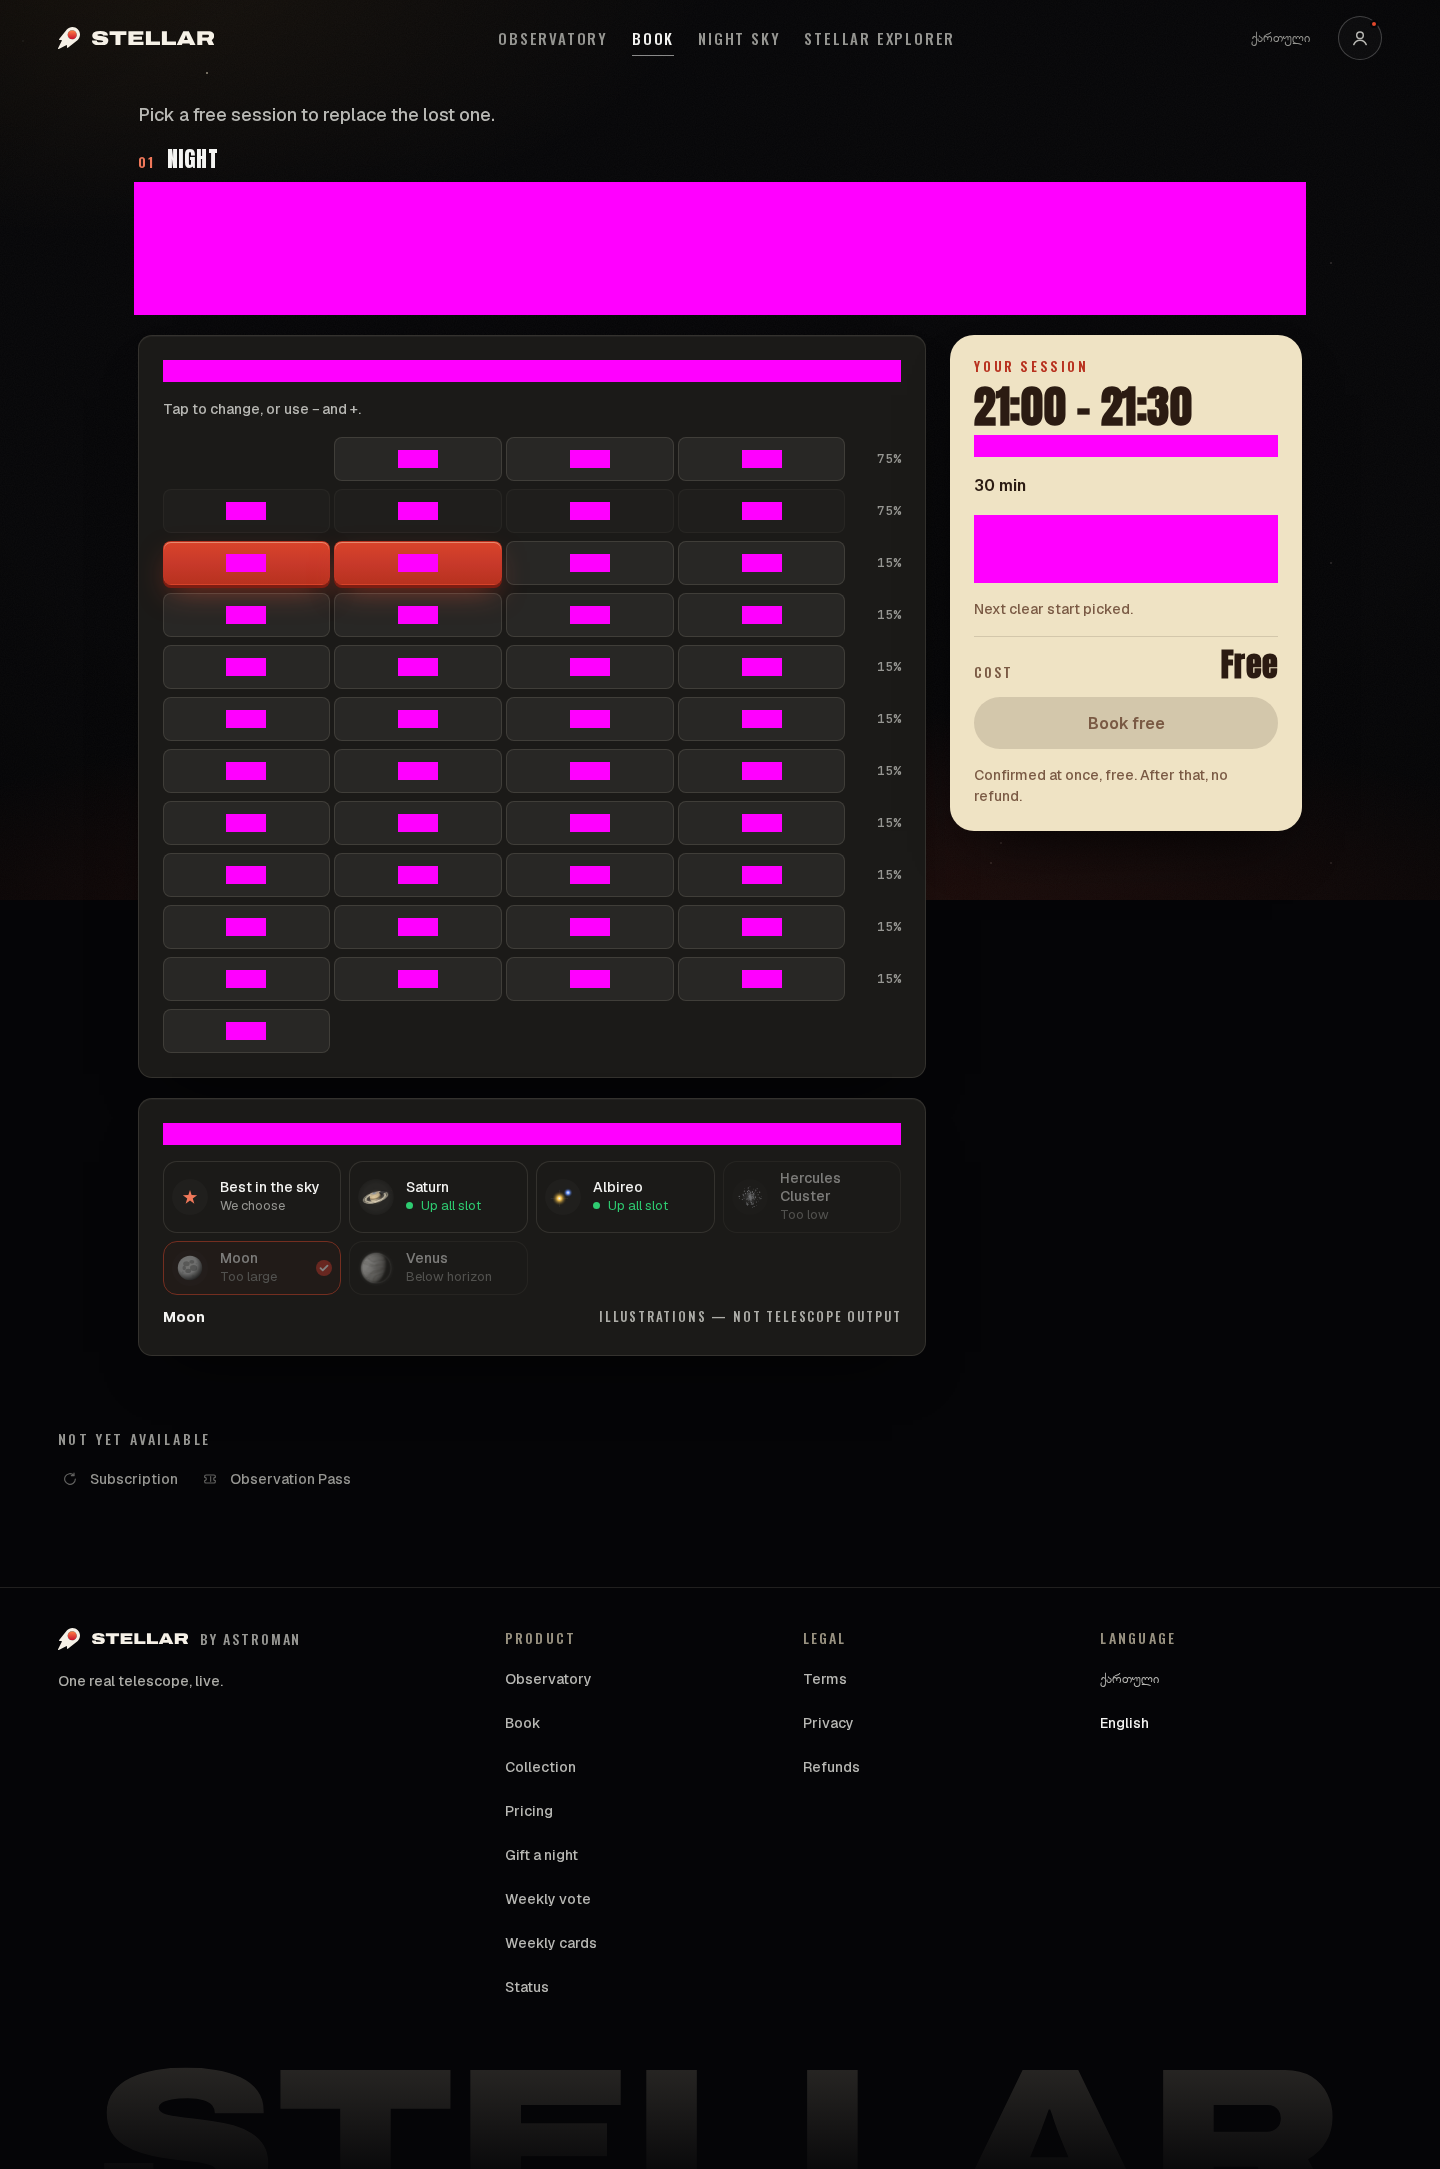 STELLAR
OBSERVATORY BOOK NIGHT SKY STELLAR EXPLORER
ქართული
Pick a free session to replace the lost one.
01 NIGHT
Tap to change, or use – and +.
75%
75%
15%
15%
15%
15%
15%
15%
15%
15%
15%
YOUR SESSION
21:00 – 21:30
30 min
Next clear start picked.
COST Free
Book free
Confirmed at once, free. After that, no
refund.
Best in the sky
We choose
Saturn
Up all slot
Albireo
Up all slot
Hercules
Cluster
Too low
Moon
Too large
Venus
Below horizon
Moon
ILLUSTRATIONS — NOT TELESCOPE OUTPUT
NOT YET AVAILABLE
Subscription Observation Pass
STELLAR BY ASTROMAN
One real telescope, live.
PRODUCT
Observatory
Book
Collection
Pricing
Gift a night
Weekly vote
Weekly cards
Status
LEGAL
Terms
Privacy
Refunds
LANGUAGE
ქართული
English
STELLAR